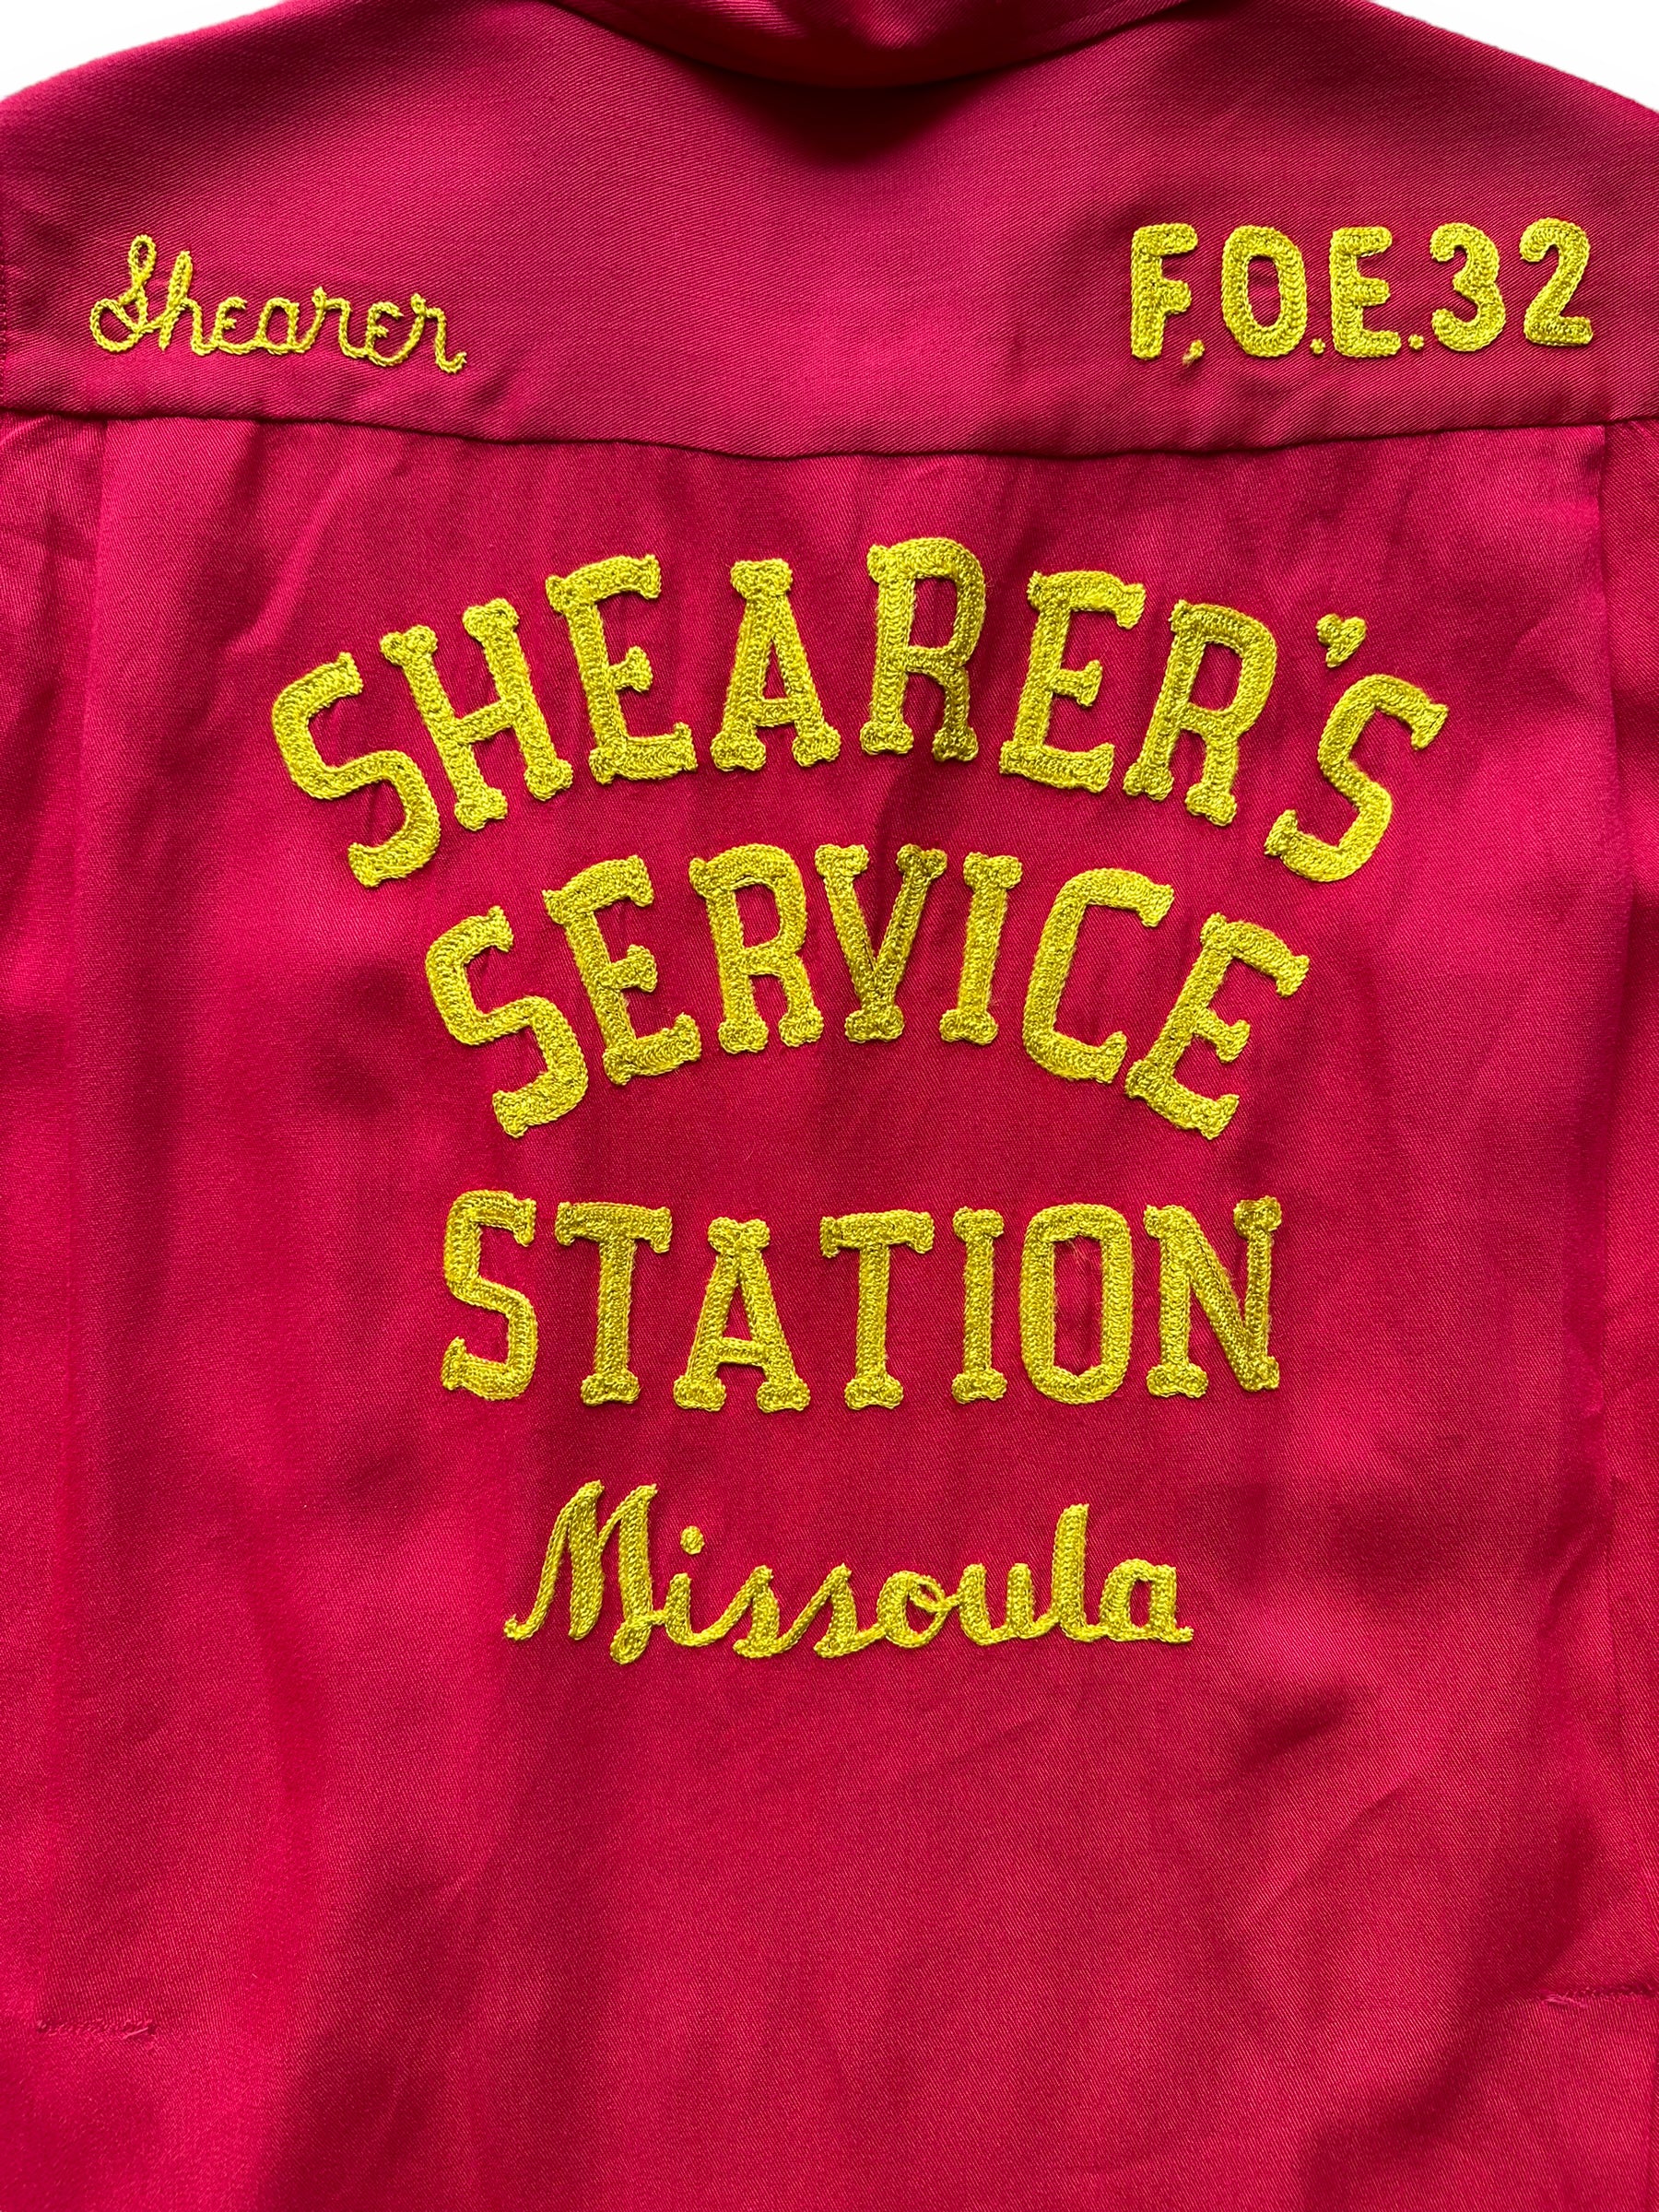 Shearer
F.O.E.32
SHEARER'S
SERVICE
STATION
Missoula